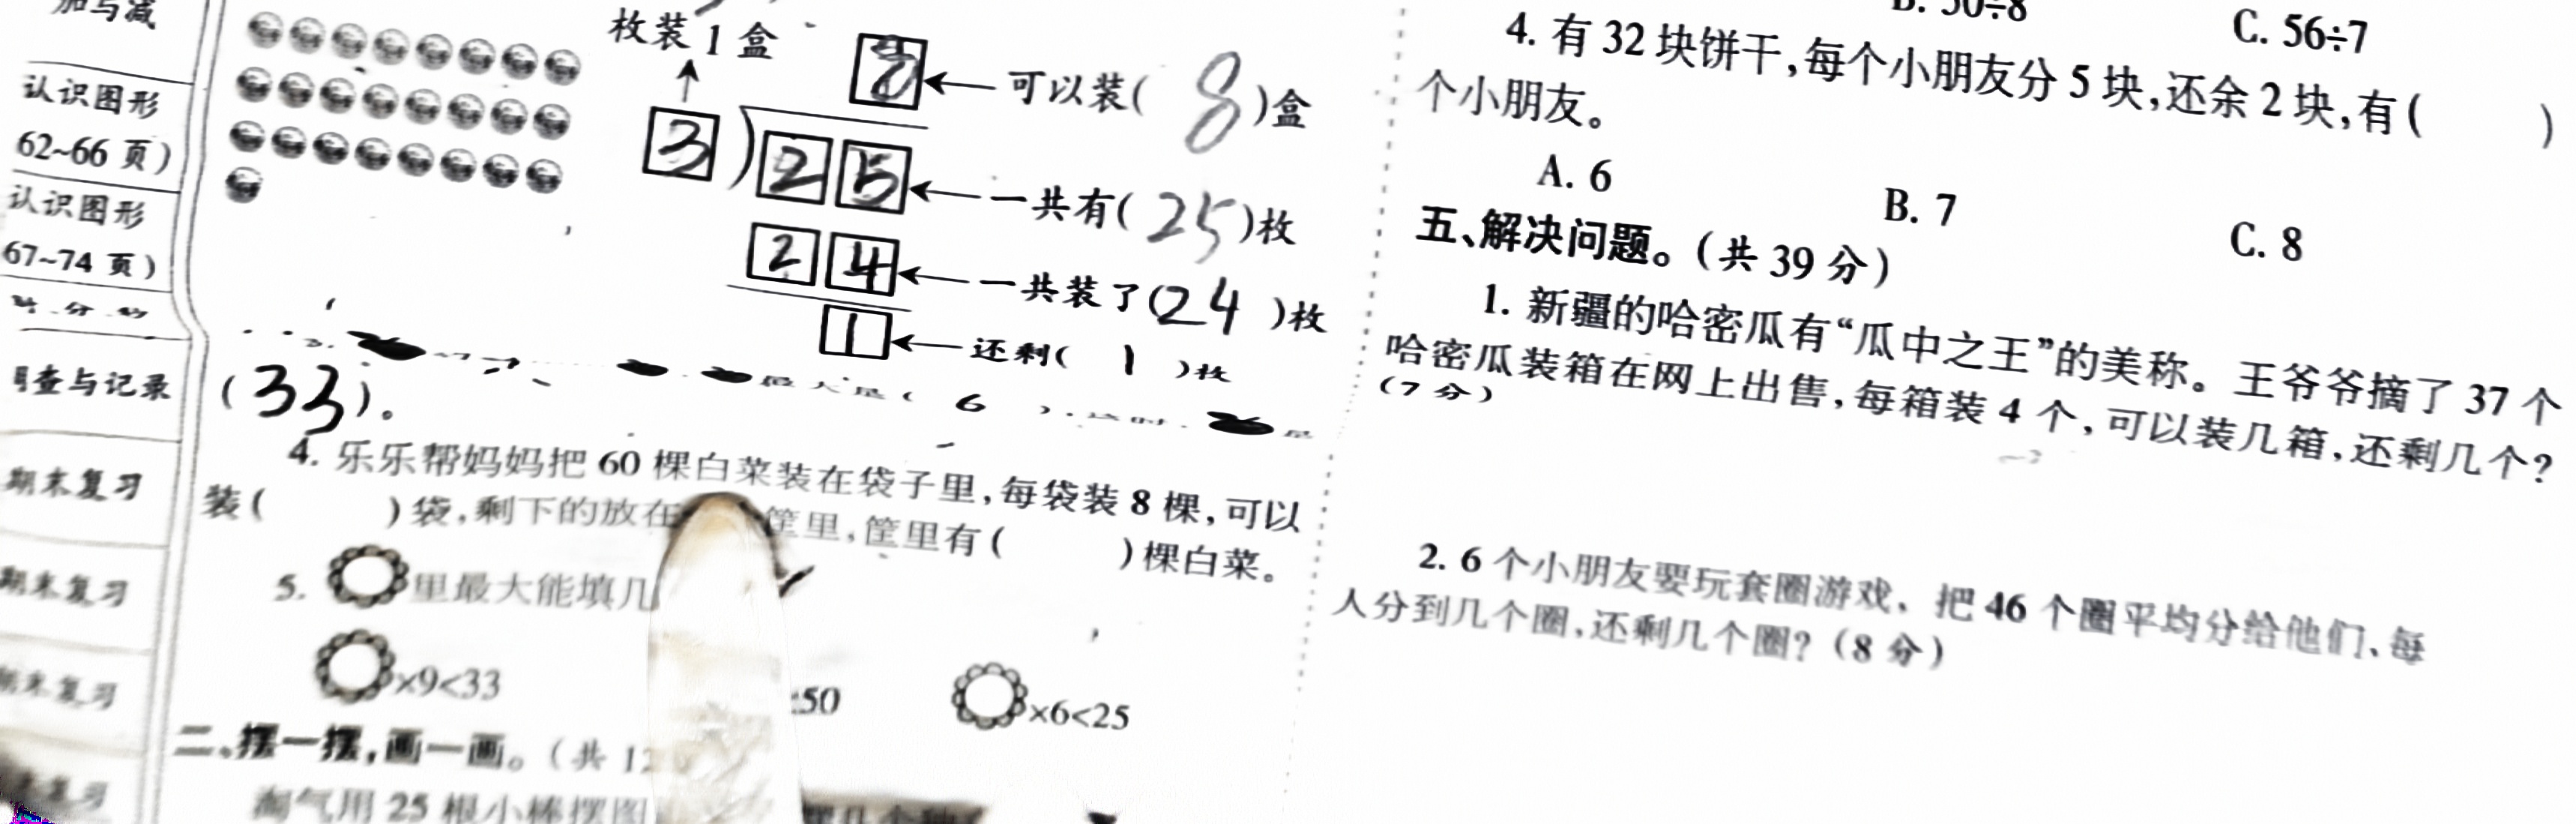 加与减
认识图形
62~66 页)
认识图形
67~74 页)
查与记录
期末复习
期末复习
期末复习
末复习
枚装 1 盒
8 ← 可以装( 8 )盒
3 ) 2 5 ← 一共有( 25 )枚
2 4 ← 一共装了( 24 )枚
1 ← 还剩( 1 )枚
最大是( 6 ),这时,
( 33 )。
4. 乐乐帮妈妈把 60 棵白菜装在袋子里,每袋装 8 棵,可以
装( )袋,剩下的放在 筐里,筐里有( )棵白菜。
5. 里最大能填几
×9<33 50 ×6<25
二、摆一摆,画一画。(共 12
淘气用 25 根小棒摆图
B. 50÷8 C. 56÷7
4. 有 32 块饼干,每个小朋友分 5 块,还余 2 块,有( )
个小朋友。
A. 6 B. 7 C. 8
五、解决问题。(共 39 分)
1. 新疆的哈密瓜有“瓜中之王”的美称。王爷爷摘了 37 个
哈密瓜装箱在网上出售,每箱装 4 个,可以装几箱,还剩几个?
(7 分)
2. 6 个小朋友要玩套圈游戏，把 46 个圈平均分给他们,每
人分到几个圈,还剩几个圈?(8 分)